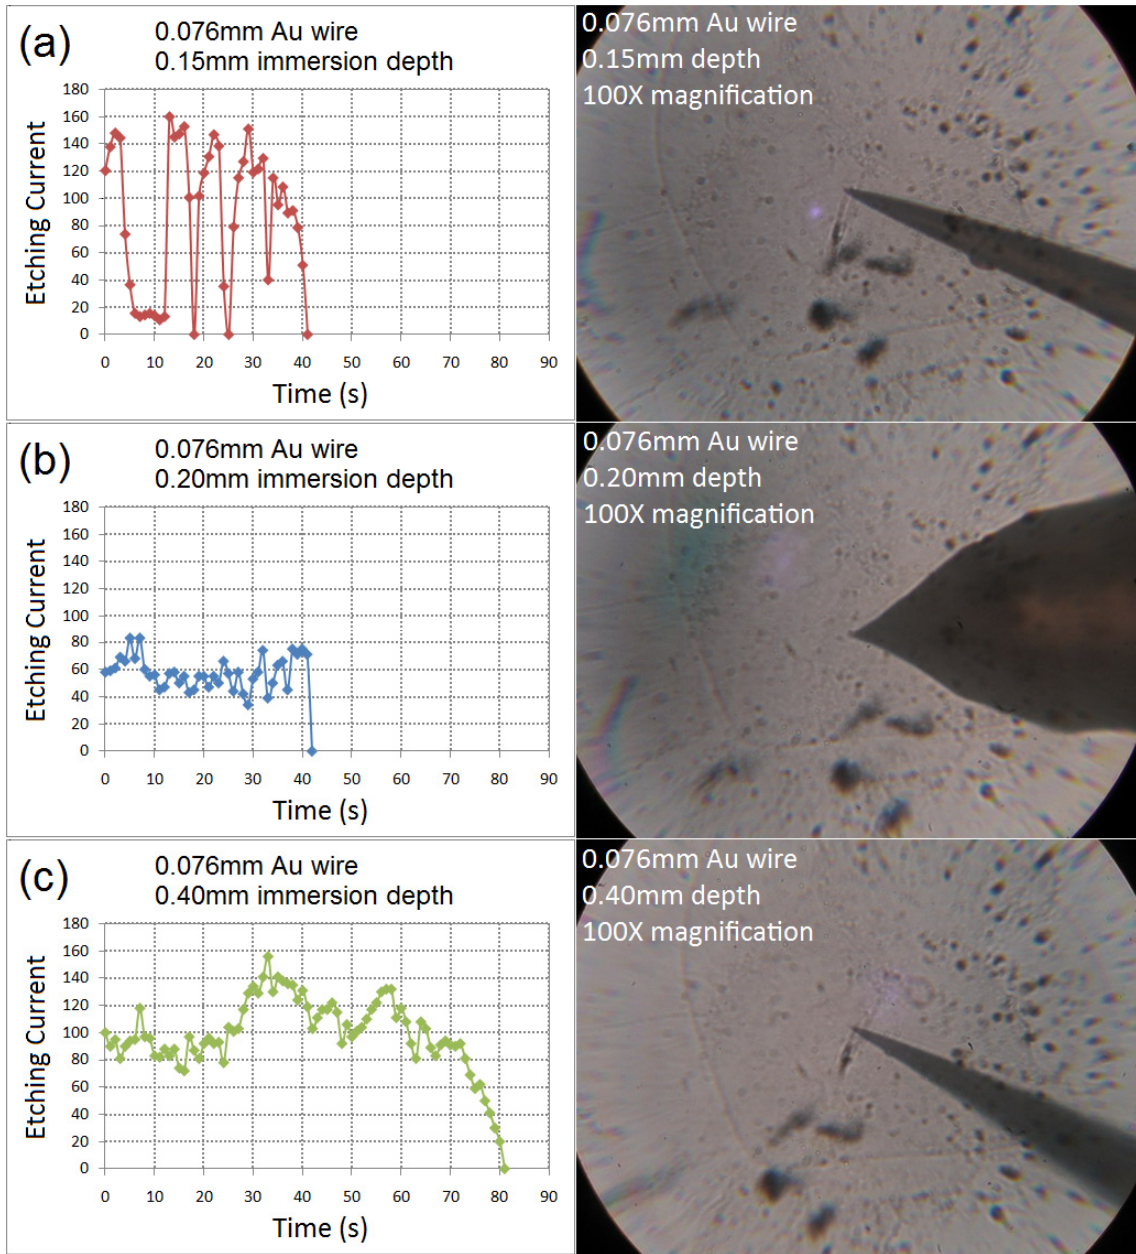 (a)
0.076mm Au wire
0.15mm immersion depth
180
160
140
120
100
80
60
40
20
0
Etching Current
0 10 20 30 40 50 60 70 80 90
Time (s)
0.076mm Au wire
0.15mm depth
100X magnification
(b)
0.076mm Au wire
0.20mm immersion depth
180
160
140
120
100
80
60
40
20
0
Etching Current
0 10 20 30 40 50 60 70 80 90
Time (s)
0.076mm Au wire
0.20mm depth
100X magnification
(c)
0.076mm Au wire
0.40mm immersion depth
180
160
140
120
100
80
60
40
20
0
Etching Current
0 10 20 30 40 50 60 70 80 90
Time (s)
0.076mm Au wire
0.40mm depth
100X magnification